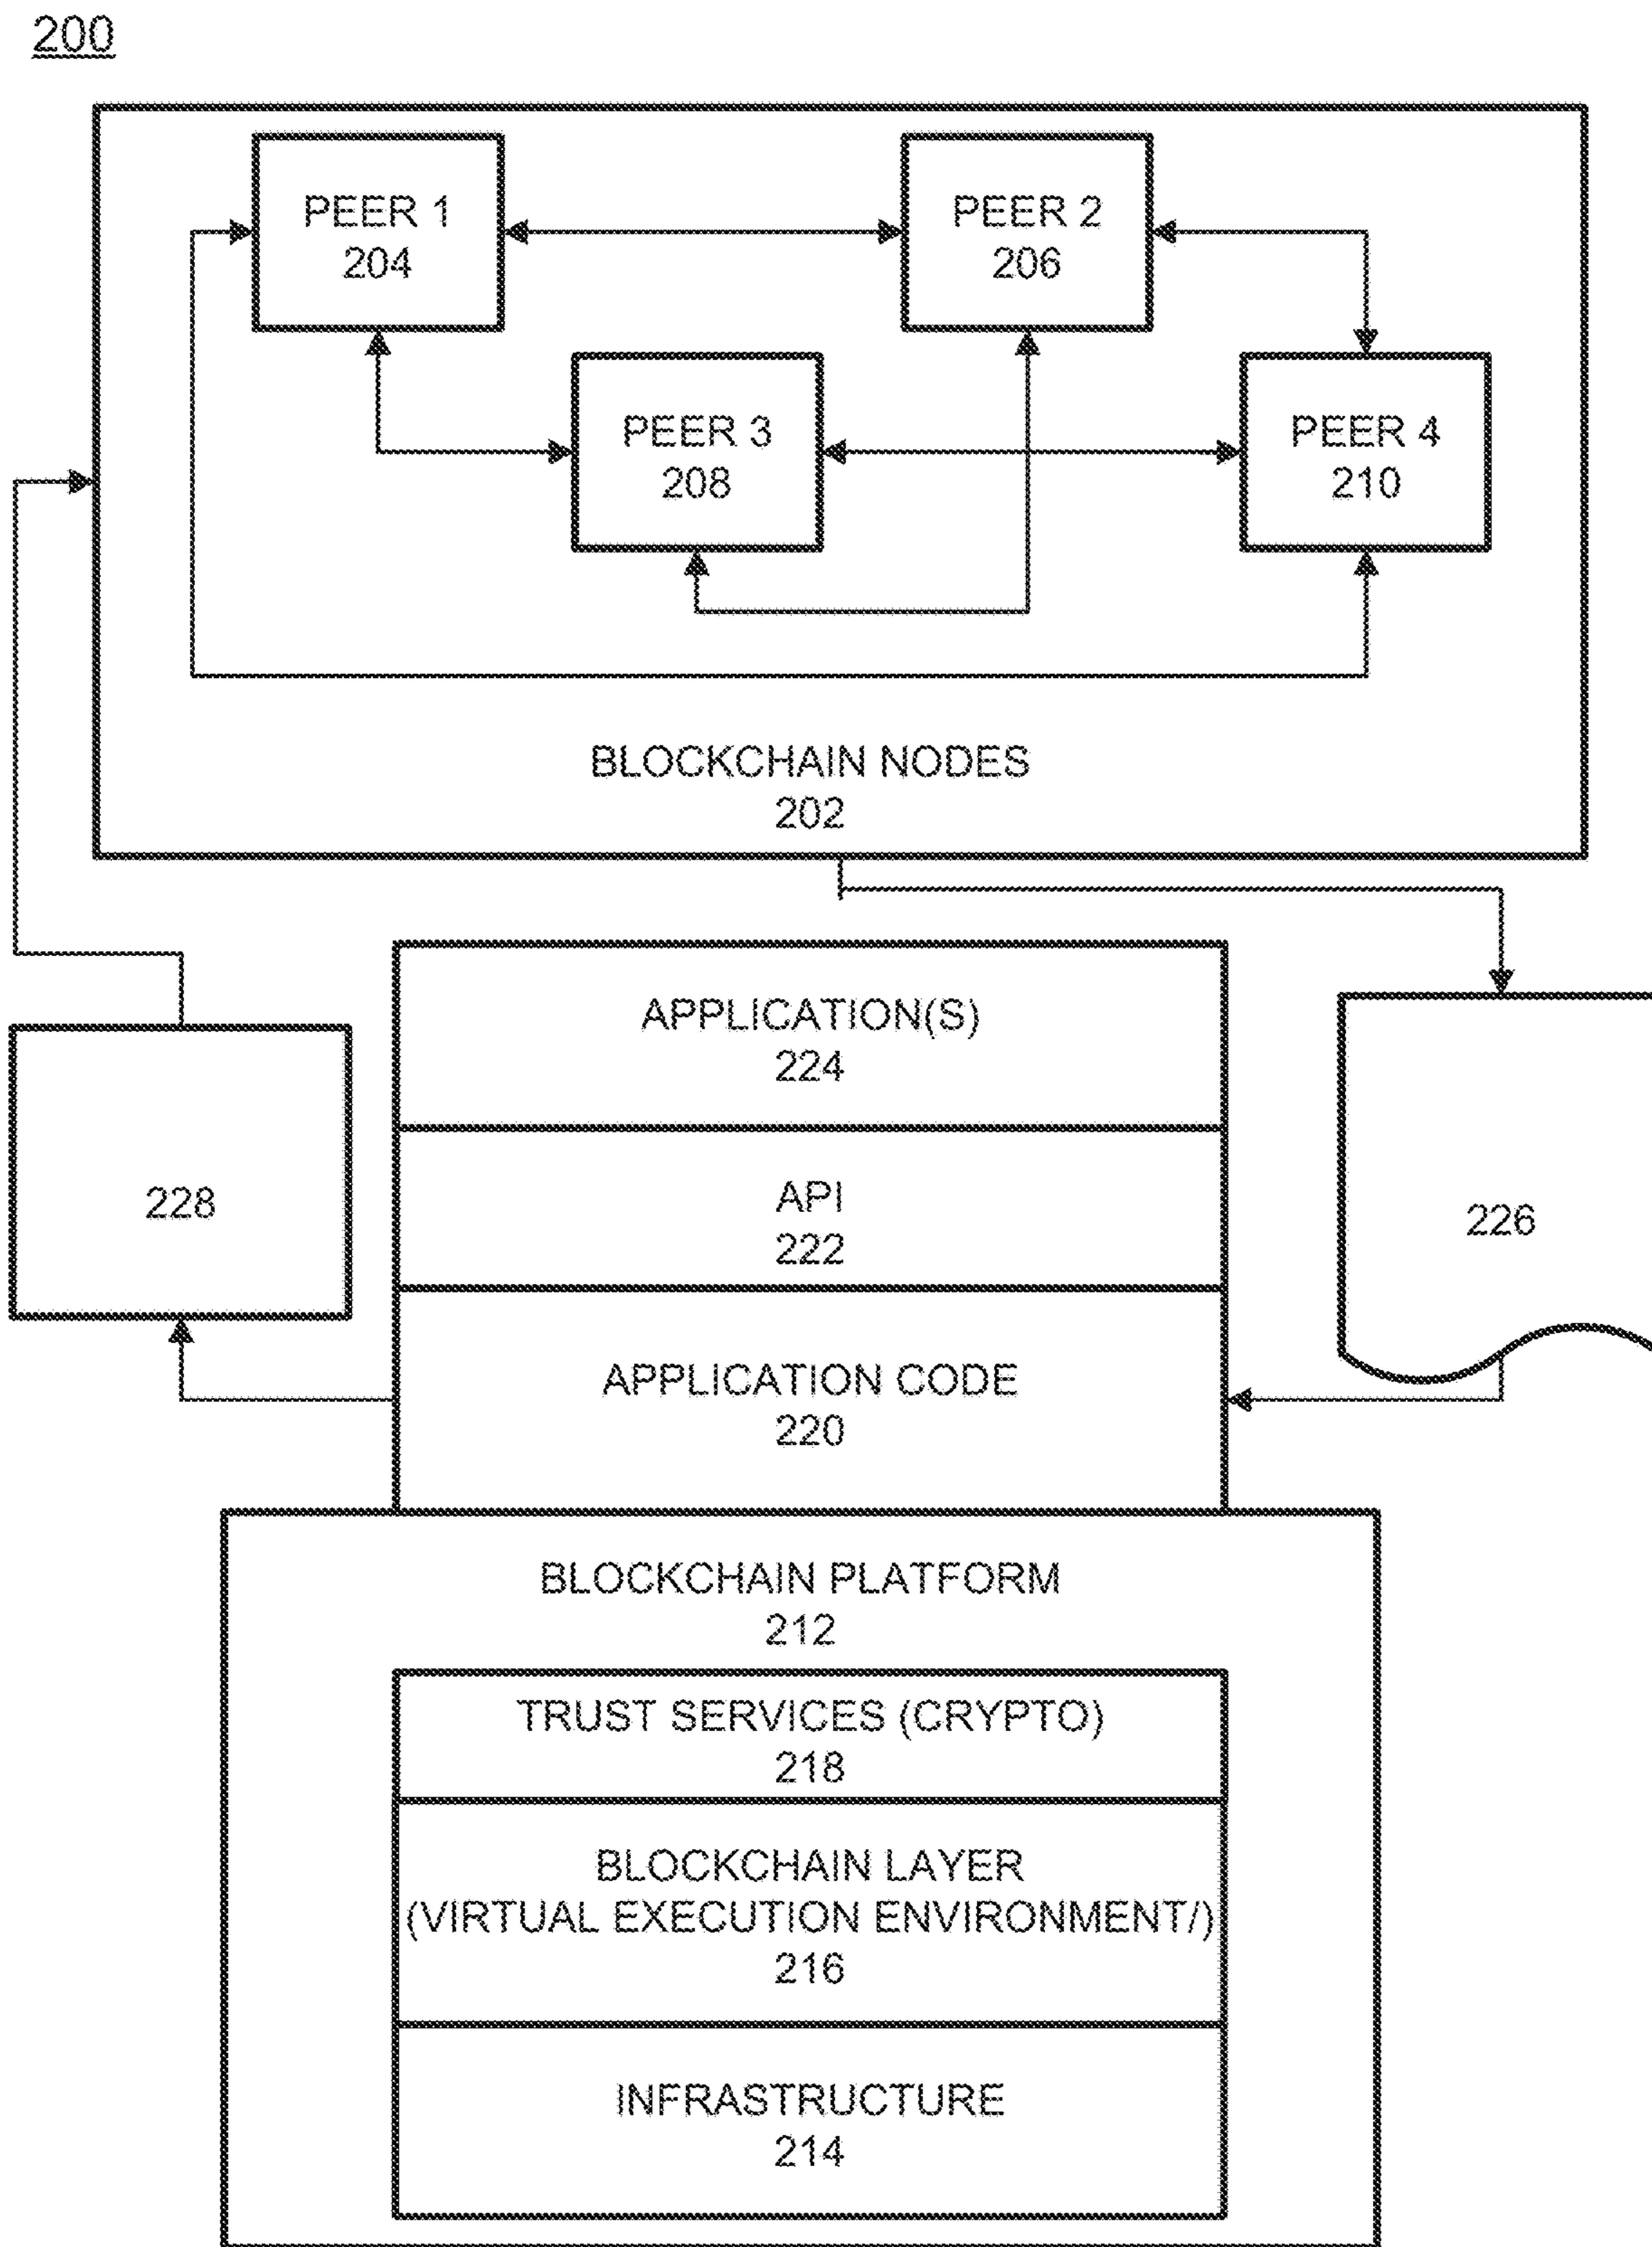 200
PEER 1
204
PEER 2
206
PEER 3
208
PEER 4
210
BLOCKCHAIN NODES
202
APPLICATION(S)
224
API
222
228
226
APPLICATION CODE
220
BLOCKCHAIN PLATFORM
212
TRUST SERVICES (CRYPTO)
218
BLOCKCHAIN LAYER
(VIRTUAL EXECUTION ENVIRONMENT/)
216
INFRASTRUCTURE
214